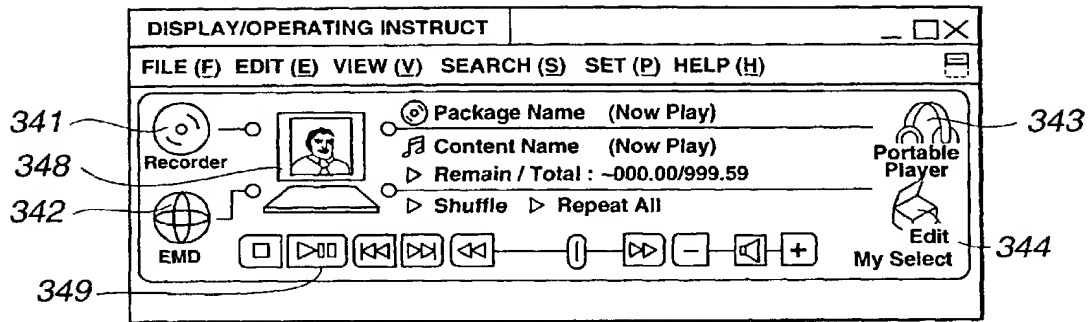 DISPLAY/OPERATING INSTRUCT
FILE (F) EDIT (E) VIEW (V) SEARCH (S) SET (P) HELP (H)
341
Recorder
348
342
EMD
349
Package Name (Now Play)
Content Name (Now Play)
Remain / Total : ~000.00/999.59
Shuffle Repeat All
343
Portable
Player
Edit
344
My Select